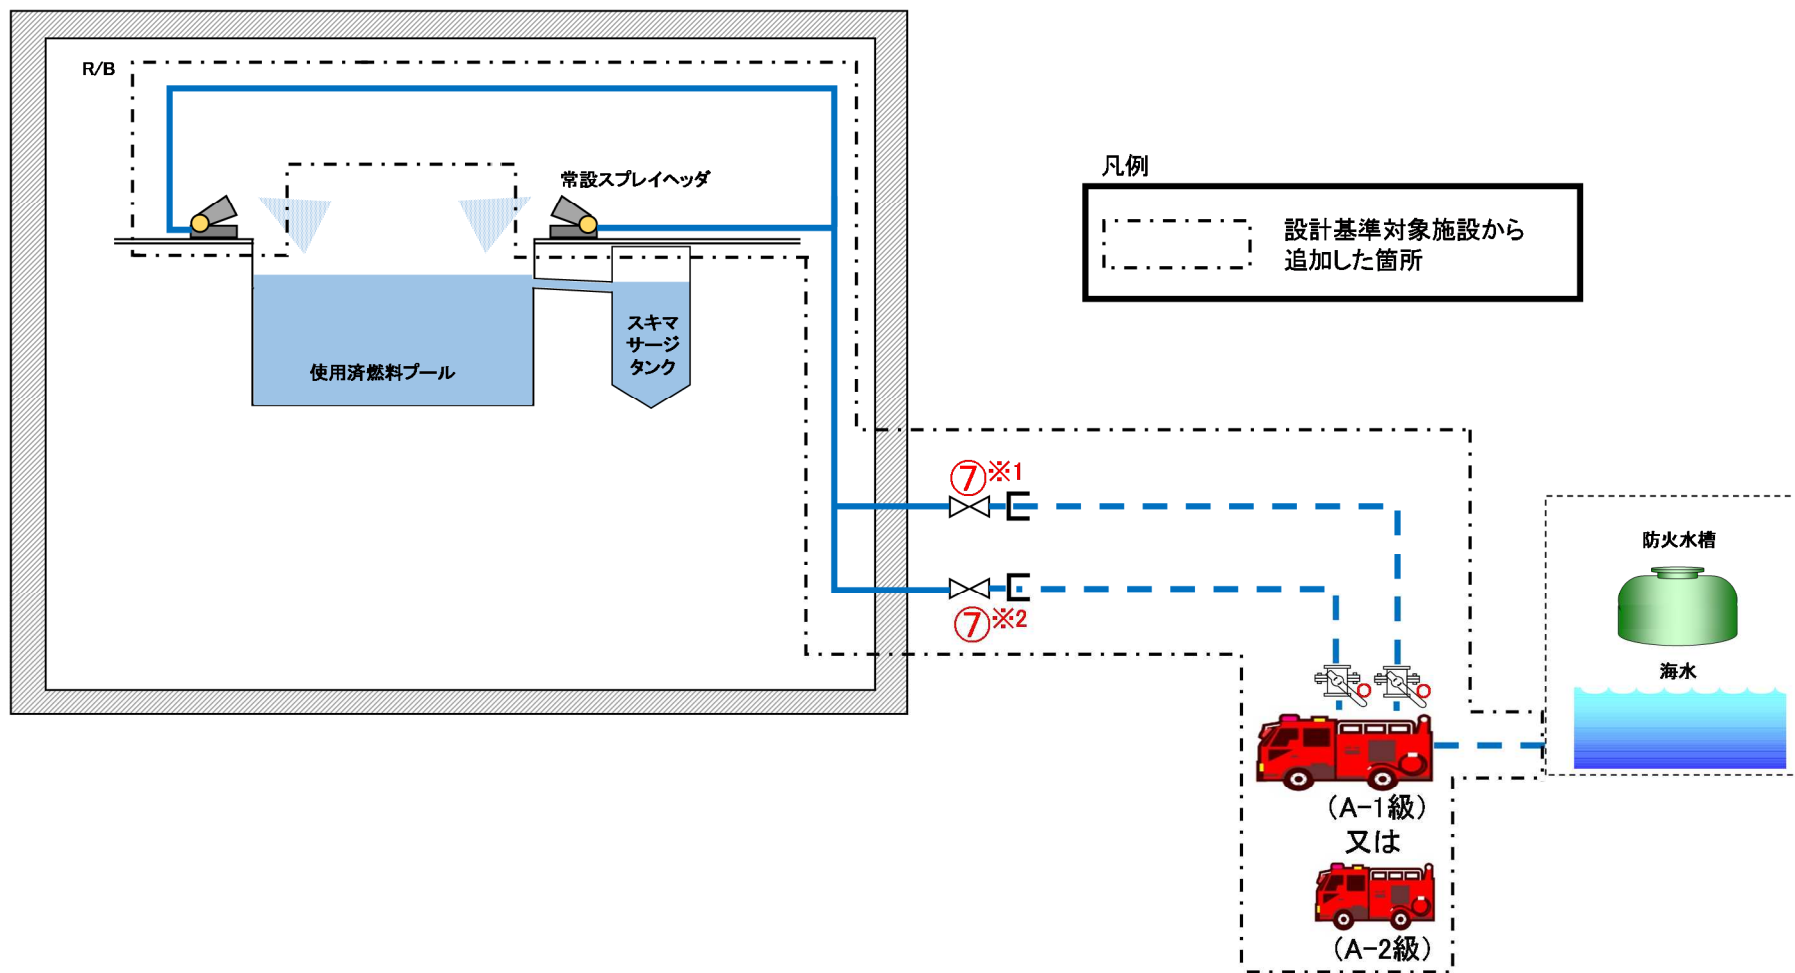 R/B
常設スプレイヘッダ
使用済燃料プール
スキマ
サージ
タンク
凡例
設計基準対象施設から
追加した箇所
⑦※1
⑦※2
防火水槽
海水
（A-1級）
又は
（A-2級）